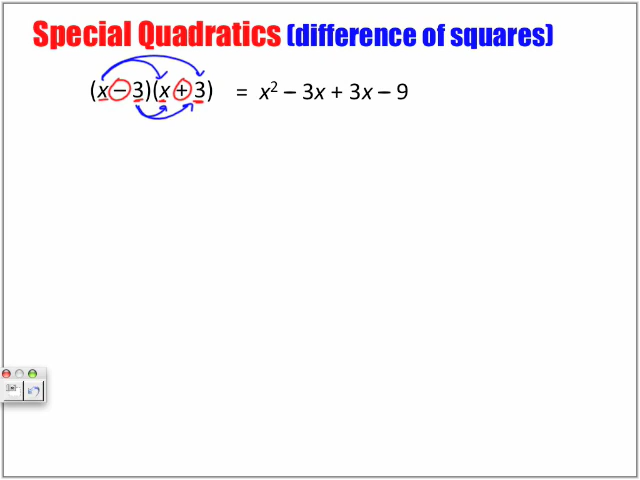 Special Quadratics (difference of squares)
(x − 3)(x + 3) = x² − 3x + 3x − 9